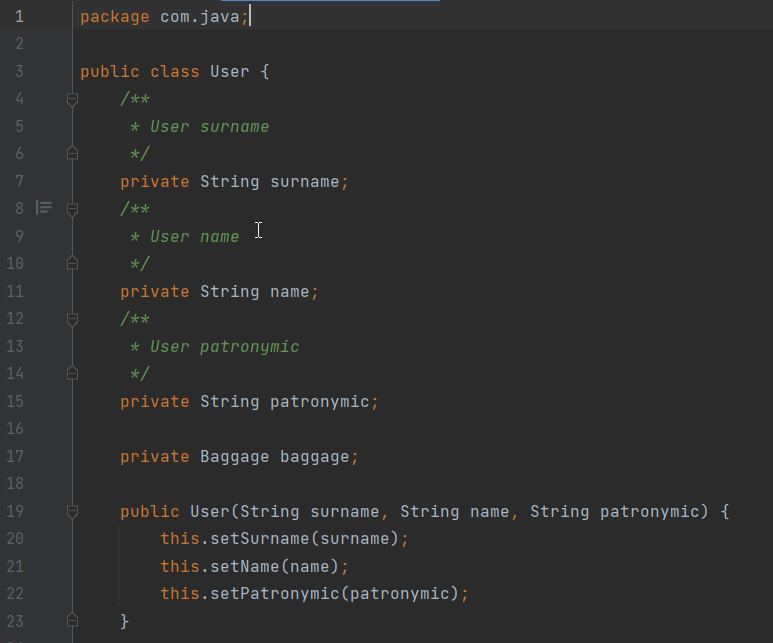 1 package com.java;
2
3 public class User {
4 /**
5 * User surname
6 */
7 private String surname;
8 /**
9 * User name
10 */
11 private String name;
12 /**
13 * User patronymic
14 */
15 private String patronymic;
16
17 private Baggage baggage;
18
19 public User(String surname, String name, String patronymic) {
20 this.setSurname(surname);
21 this.setName(name);
22 this.setPatronymic(patronymic);
23 }